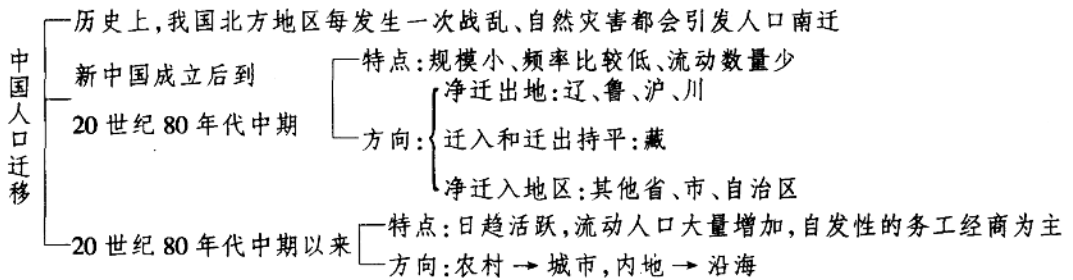 中国人口迁移
历史上,我国北方地区每发生一次战乱、自然灾害都会引发人口南迁
新中国成立后到
20世纪80年代中期
特点:规模小、频率比较低、流动数量少
方向:
净迁出地:辽、鲁、沪、川
迁入和迁出持平:藏
净迁入地区:其他省、市、自治区
20世纪80年代中期以来
特点:日趋活跃,流动人口大量增加,自发性的务工经商为主
方向:农村→城市,内地→沿海